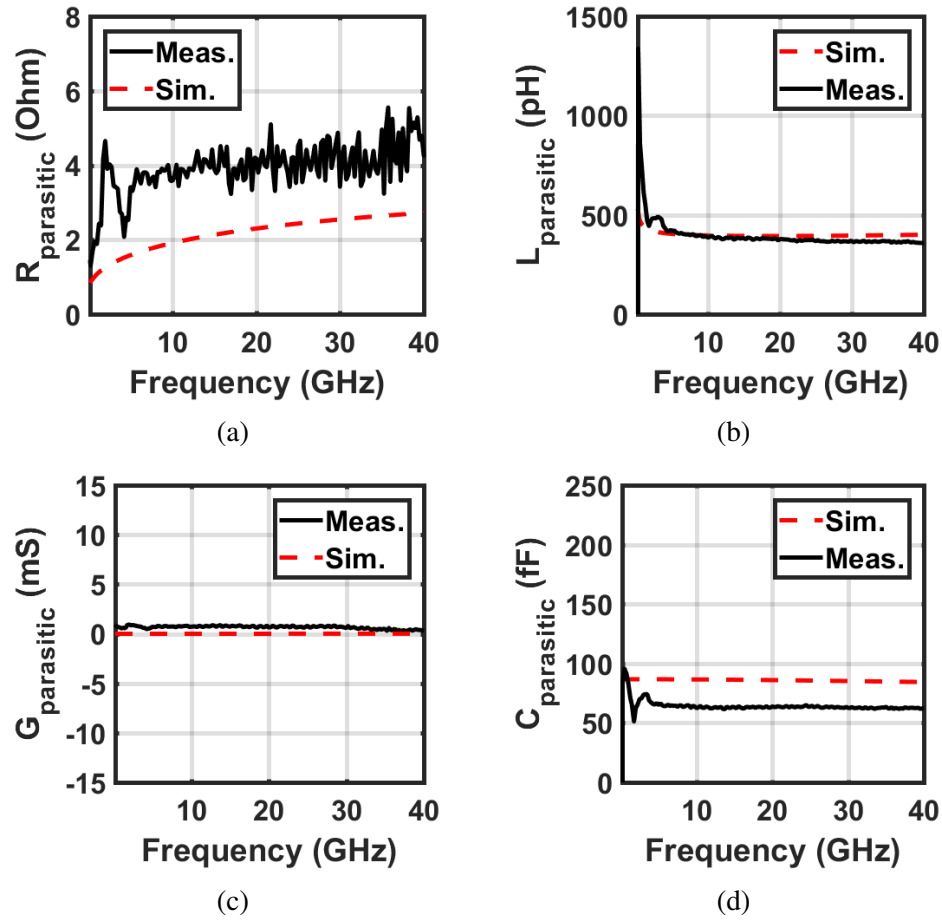 8
6
4
2
0
R_parasitic (Ohm)
Meas.
Sim.
10 20 30 40
Frequency (GHz)
(a)
1500
1000
500
0
L_parasitic (pH)
Sim.
Meas.
10 20 30 40
Frequency (GHz)
(b)
15
10
5
0
-5
-10
-15
G_parasitic (mS)
Meas.
Sim.
10 20 30 40
Frequency (GHz)
(c)
250
200
150
100
50
0
C_parasitic (fF)
Sim.
Meas.
10 20 30 40
Frequency (GHz)
(d)